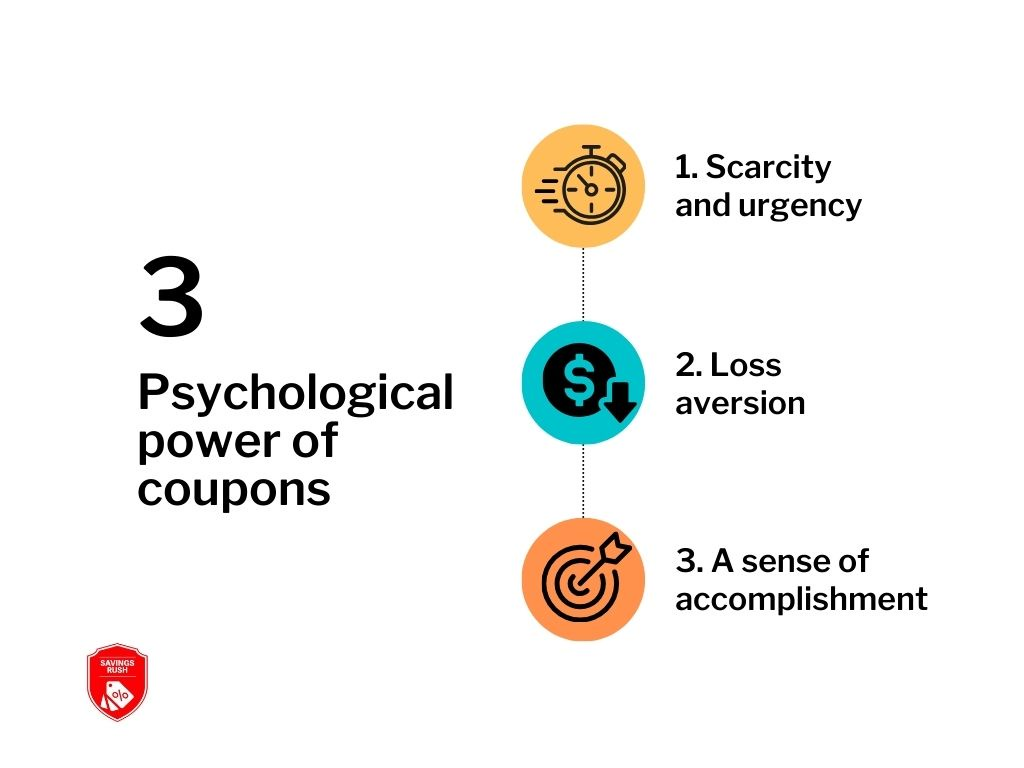 3
Psychological
power of
coupons
1. Scarcity
and urgency
$
2. Loss
aversion
3. A sense of
accomplishment
SAVINGS
RUSH
%